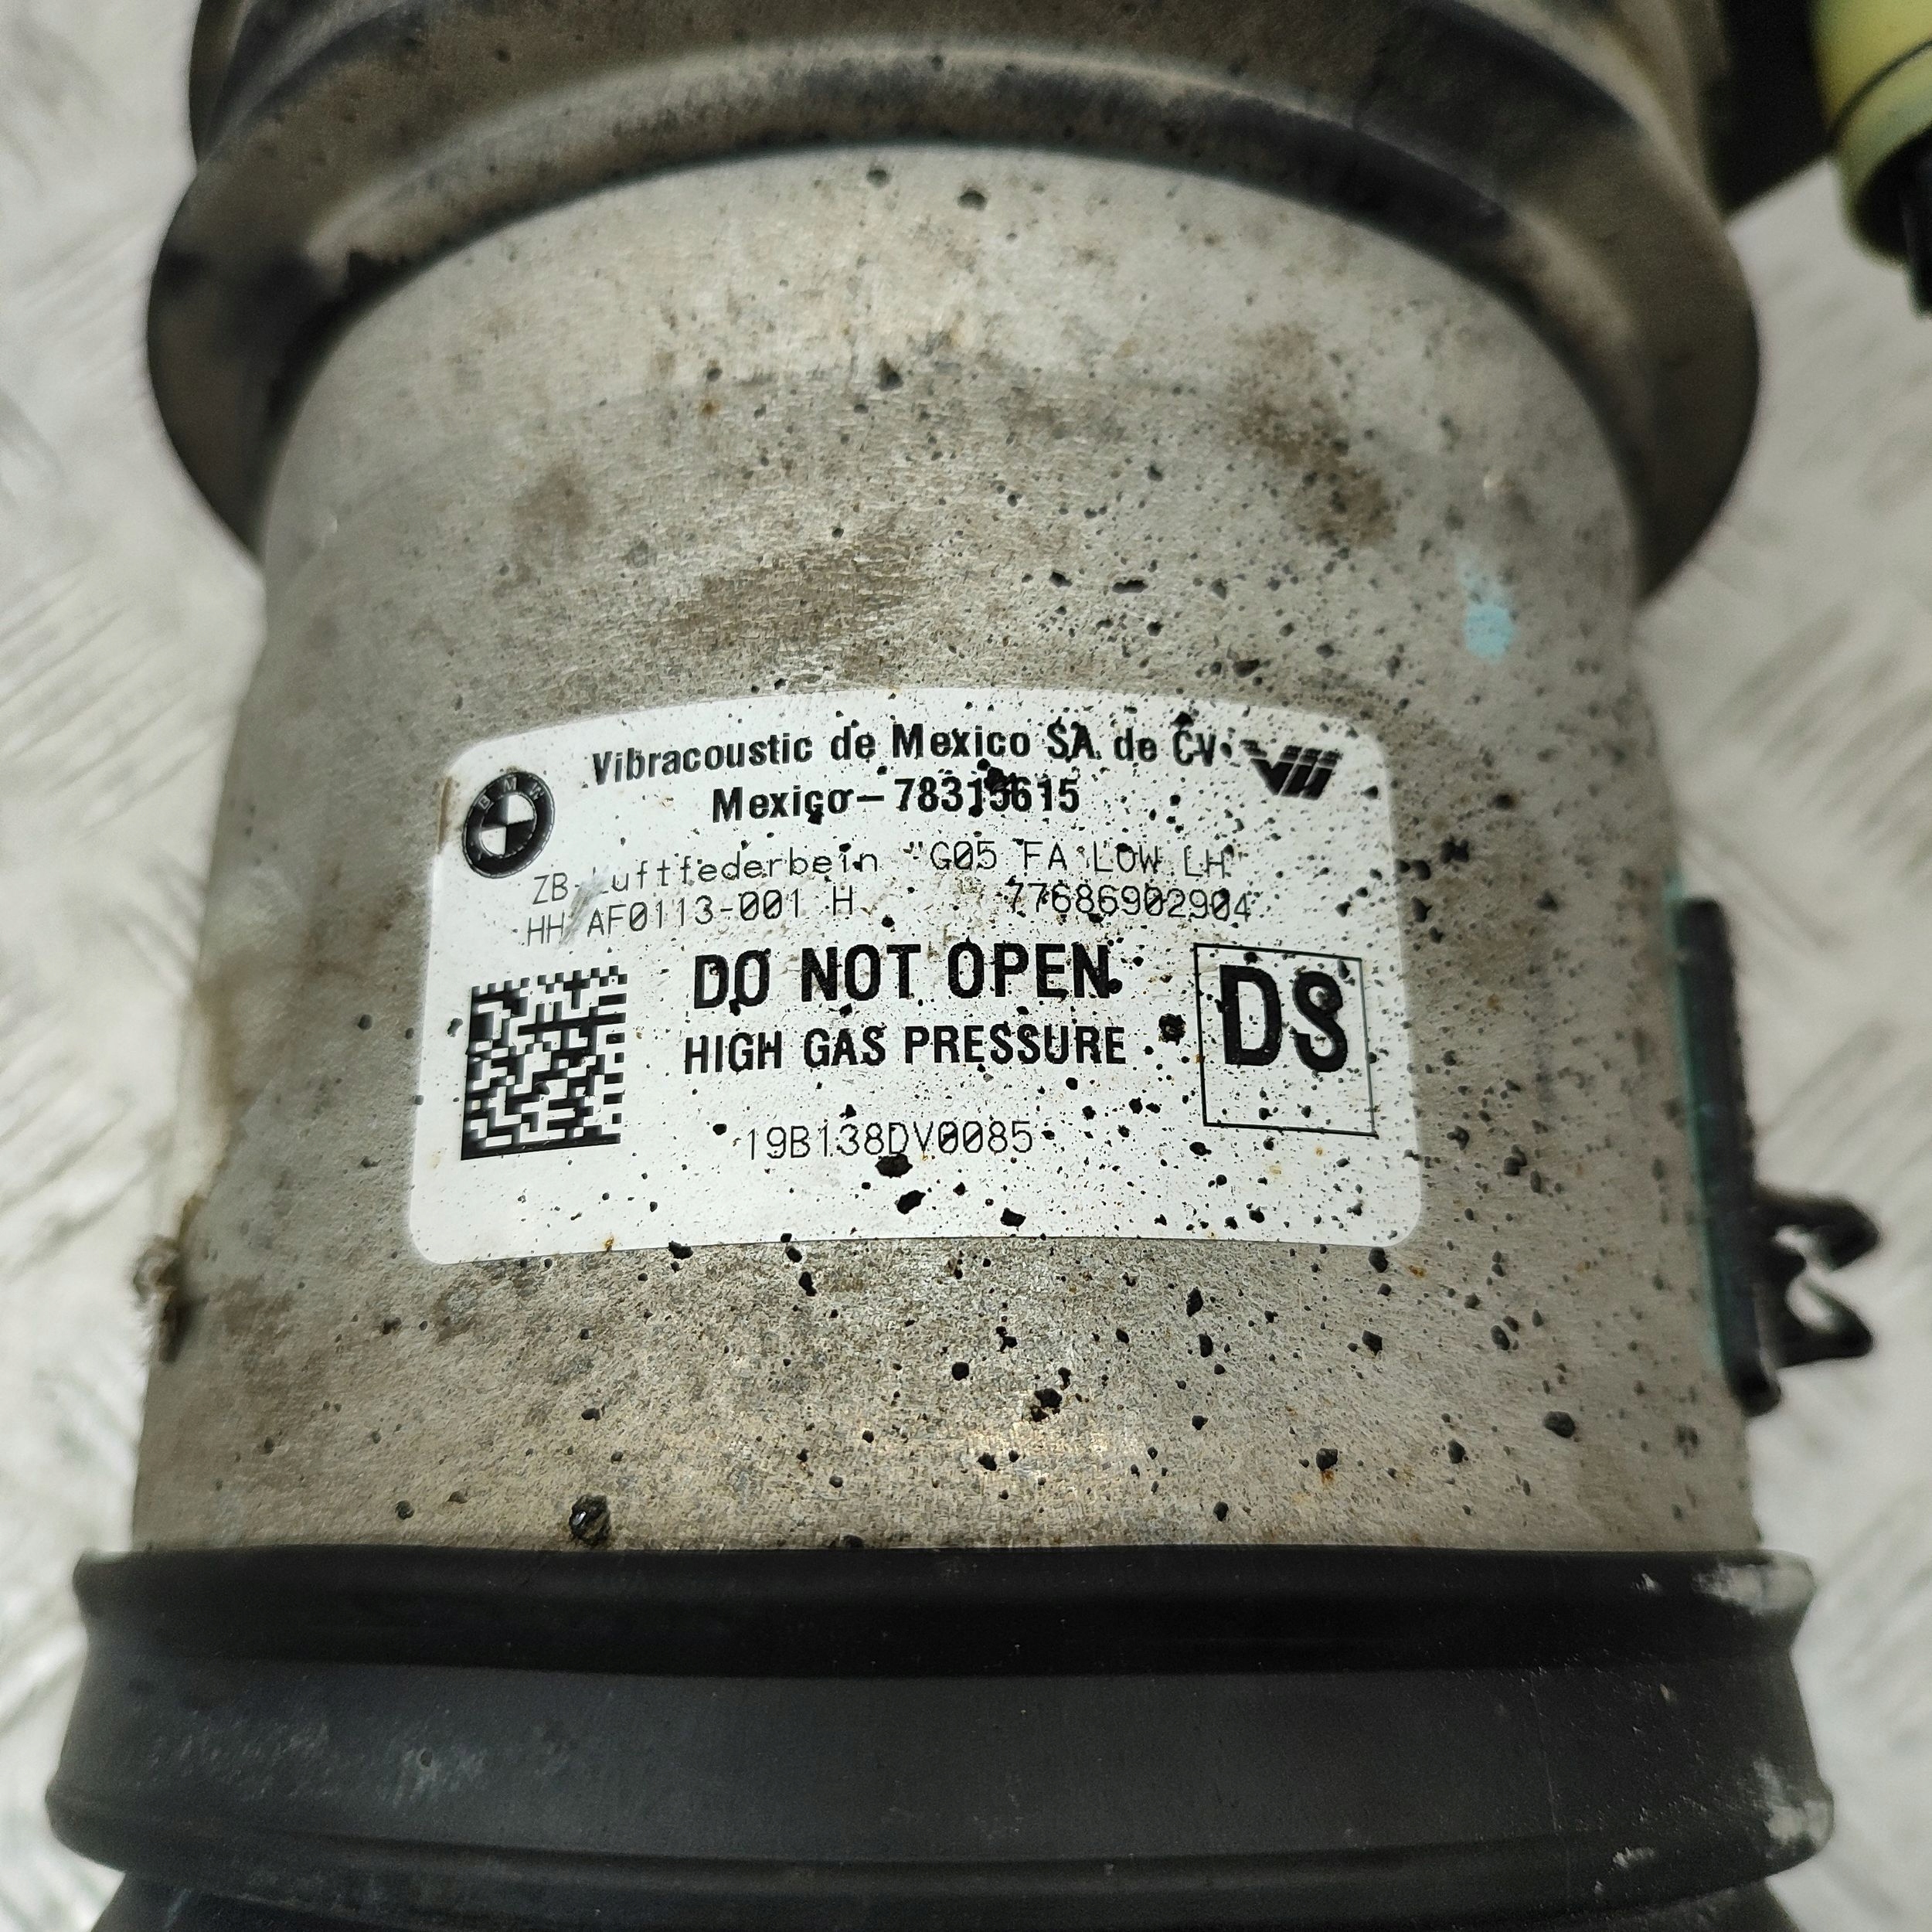 BMW
Vibracoustic de Mexico SA. de CV.
Mexico-78315615
ZB-Luftfederbein "G05 FA LOW LH"
HH AF0113-001 H 77686902904
DO NOT OPEN
HIGH GAS PRESSURE
DS
19B138DV0085